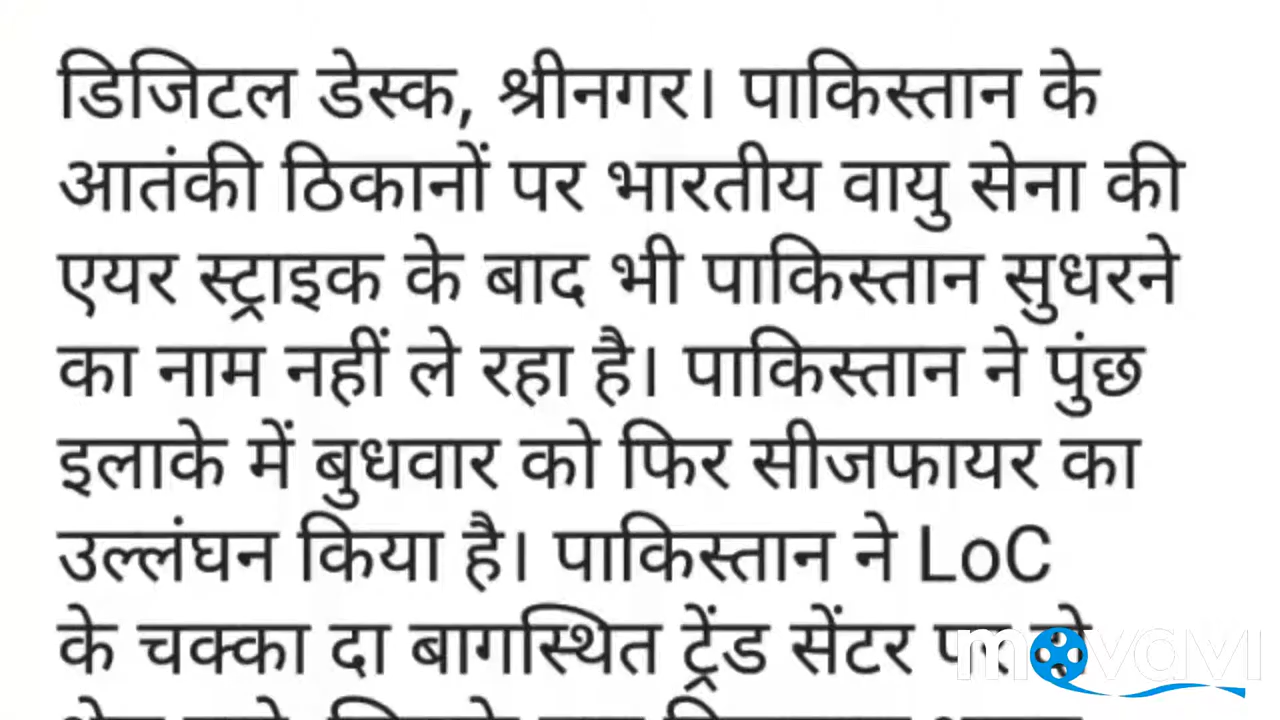 डिजिटल डेस्क, श्रीनगर। पाकिस्तान के
आतंकी ठिकानों पर भारतीय वायु सेना की
एयर स्ट्राइक के बाद भी पाकिस्तान सुधरने
का नाम नहीं ले रहा है। पाकिस्तान ने पुंछ
इलाके में बुधवार को फिर सीजफायर का
उल्लंघन किया है। पाकिस्तान ने LoC
के चक्का दा बागस्थित ट्रेंड सेंटर पर
movavi